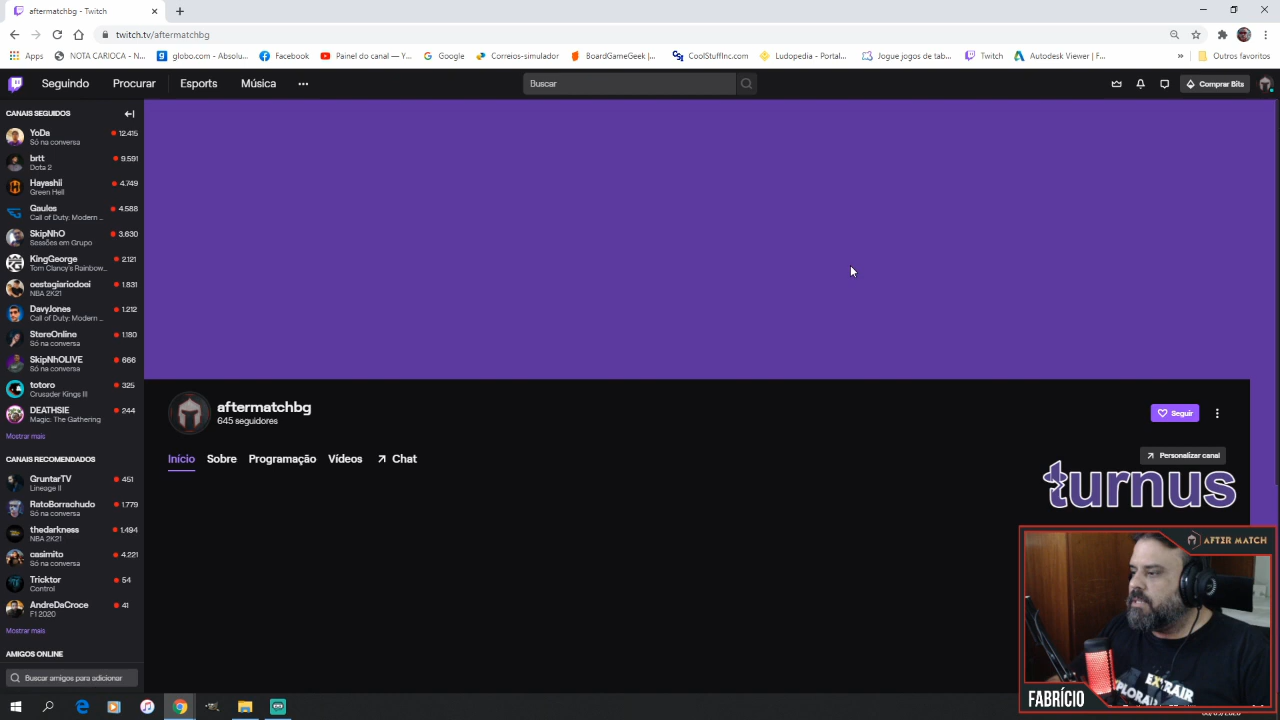 aftermatchbg - Twitch
twitch.tv/aftermatchbg
Apps NOTA CARIOCA = © globo.com - Absolu... Facebook Painel do canal — Y... Google Correios-simulador BoardGameGeek |... CoolStuffInc.com Ludopedia - Portal... Jogue jogos de tab... Twitch Autodesk Viewer | F... » Outros favoritos
Seguindo Procurar Esports Música ... Buscar Comprar Bits
CANAIS SEGUIDOS
YoDa 12.415
Só na conversa
brtt 9.591
Dota 2
Hayashii 4.749
Green Hell
Gaules 4.588
Call of Duty: Modern ...
SkipNhO 3.630
Sessões em Grupo
KingGeorge 2.121
Tom Clancy's Rainbow...
oestagiariodoei 1.831
NBA 2K21
DavyJones 1.212
Call of Duty: Modern ...
StereOnline 1.180
Só na conversa
SkipNhOLIVE 666
Só na conversa
totoro 325
Crusader Kings III
DEATHSIE 244
Magic: The Gathering
Mostrar mais
CANAIS RECOMENDADOS
GruntarTV 451
Lineage II
RatoBorrachudo 1.779
Só na conversa
thedarkness 1.494
NBA 2K21
casimito 4.221
Só na conversa
Tricktor 54
Control
AndreDaCroce 41
F1 2020
Mostrar mais
AMIGOS ONLINE
Buscar amigos para adicionar
aftermatchbg
645 seguidores
Seguir
Início Sobre Programação Vídeos Chat
Personalizar canal
turnus
AFTER MATCH
EXTRAIR
FABRÍCIO